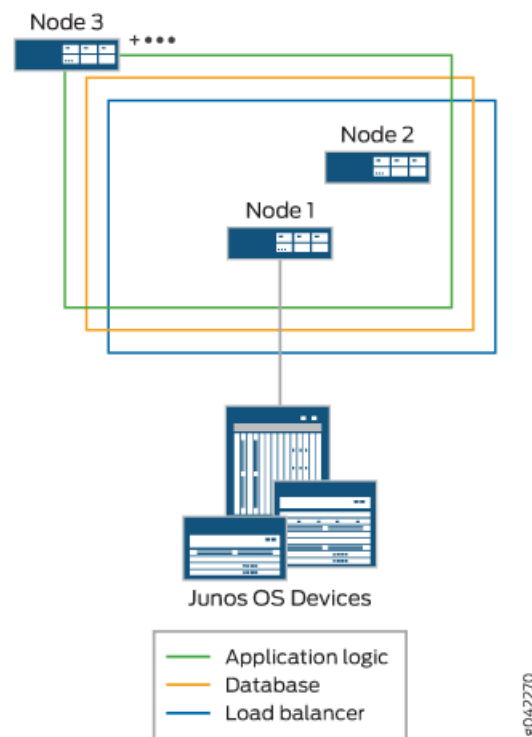 Node 3
+•••
Node 2
Node 1
Junos OS Devices
Application logic
Database
Load balancer
g042270